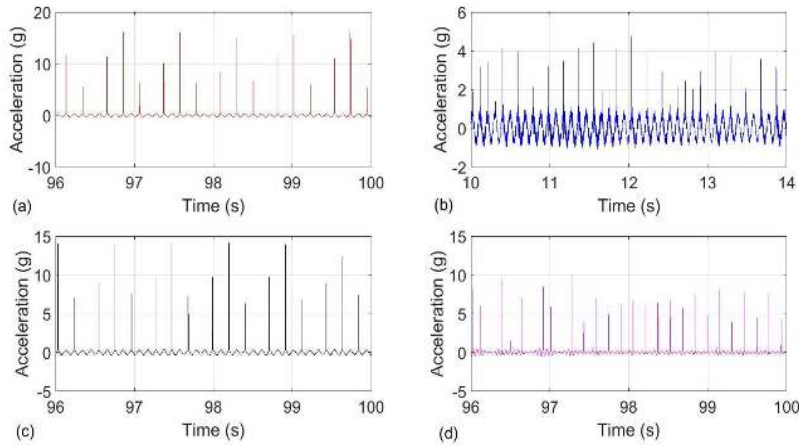 20
10
0
-10
Acceleration (g)
96 97 98 99 100
Time (s)
(a)
6
4
2
0
-2
Acceleration (g)
10 11 12 13 14
Time (s)
(b)
15
10
5
0
-5
Acceleration (g)
96 97 98 99 100
Time (s)
(c)
15
10
5
0
-5
Acceleration (g)
96 97 98 99 100
Time (s)
(d)